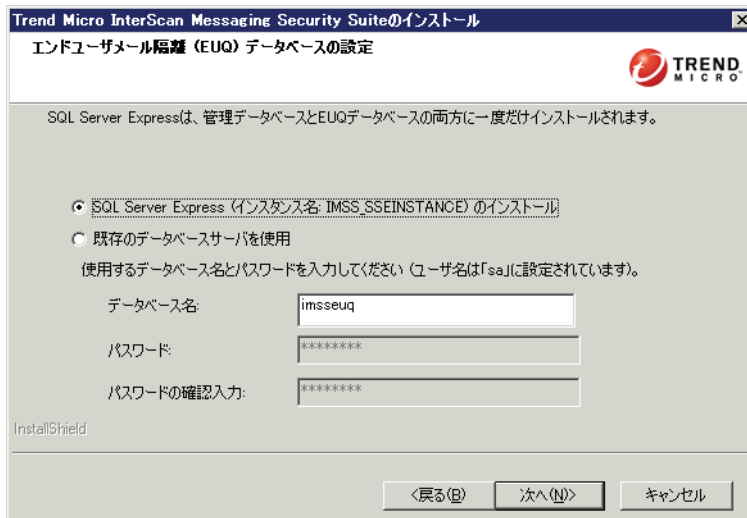 Trend Micro InterScan Messaging Security Suiteのインストール
エンドユーザメール隔離 (EUQ) データベースの設定
TREND
MICRO
SQL Server Expressは、管理データベースとEUQデータベースの両方に一度だけインストールされます。
SQL Server Express (インスタンス名: IMSS_SSEINSTANCE) のインストール
既存のデータベースサーバを使用
使用するデータベース名とパスワードを入力してください (ユーザ名は「sa」に設定されています)。
データベース名:
imsseuq
パスワード:
********
パスワードの確認入力:
********
InstallShield
<戻る(B)
次へ(N)>
キャンセル